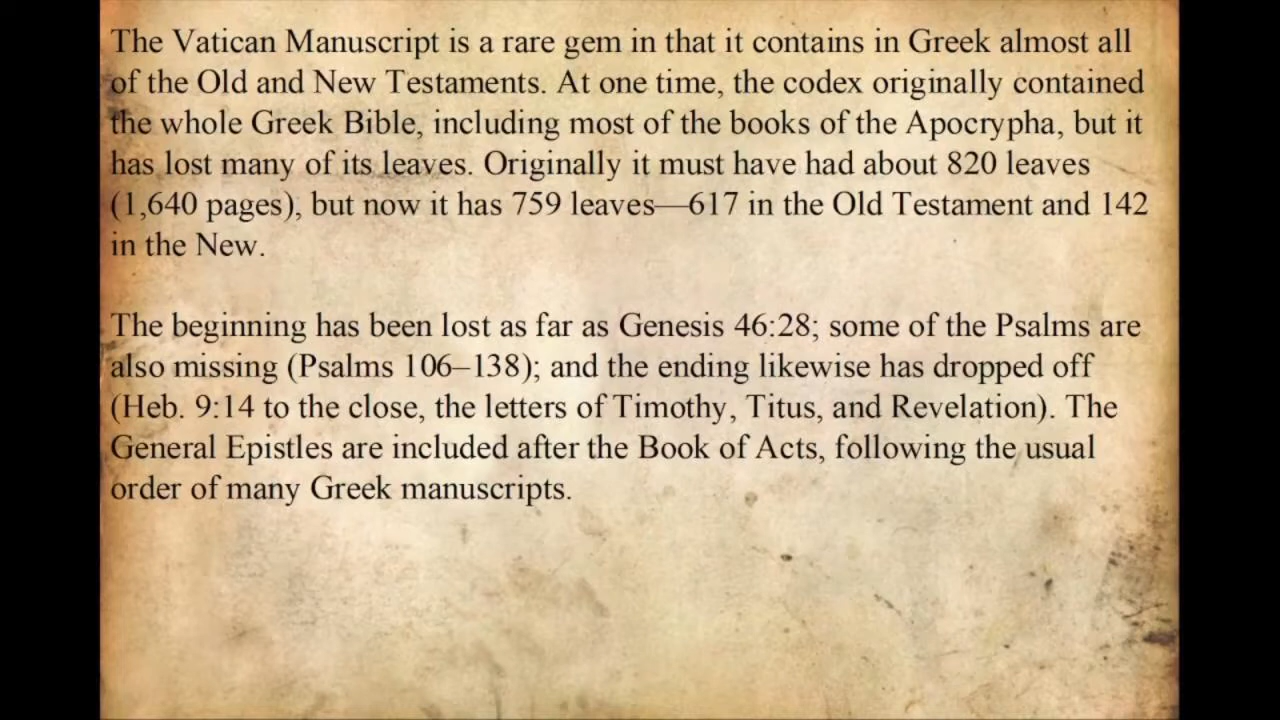 The Vatican Manuscript is a rare gem in that it contains in Greek almost all
of the Old and New Testaments. At one time, the codex originally contained
the whole Greek Bible, including most of the books of the Apocrypha, but it
has lost many of its leaves. Originally it must have had about 820 leaves
(1,640 pages), but now it has 759 leaves—617 in the Old Testament and 142
in the New.
The beginning has been lost as far as Genesis 46:28; some of the Psalms are
also missing (Psalms 106–138); and the ending likewise has dropped off
(Heb. 9:14 to the close, the letters of Timothy, Titus, and Revelation). The
General Epistles are included after the Book of Acts, following the usual
order of many Greek manuscripts.